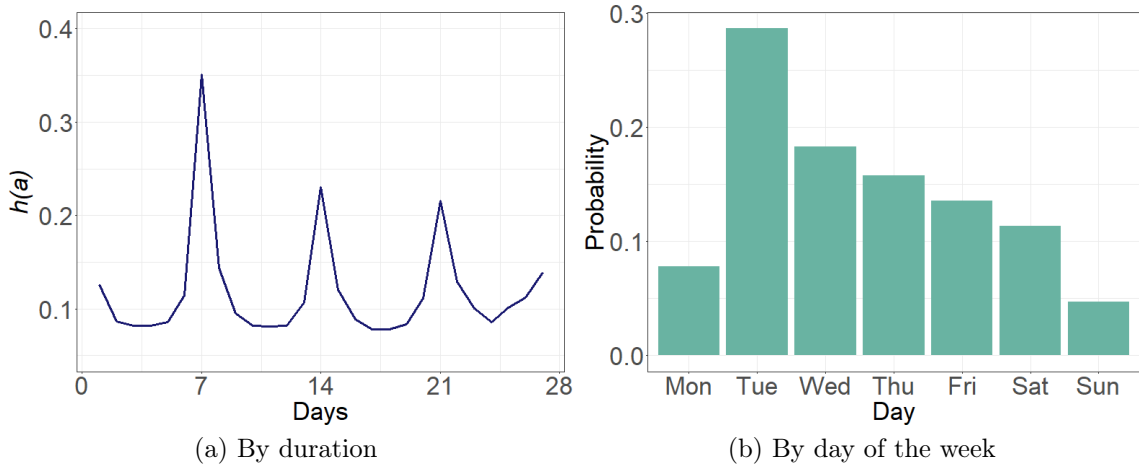 0.4
0.3
0.2
0.1
h(a)
0 7 14 21 28
Days
(a) By duration
0.3
0.2
0.1
0.0
Probability
Mon Tue Wed Thu Fri Sat Sun
Day
(b) By day of the week